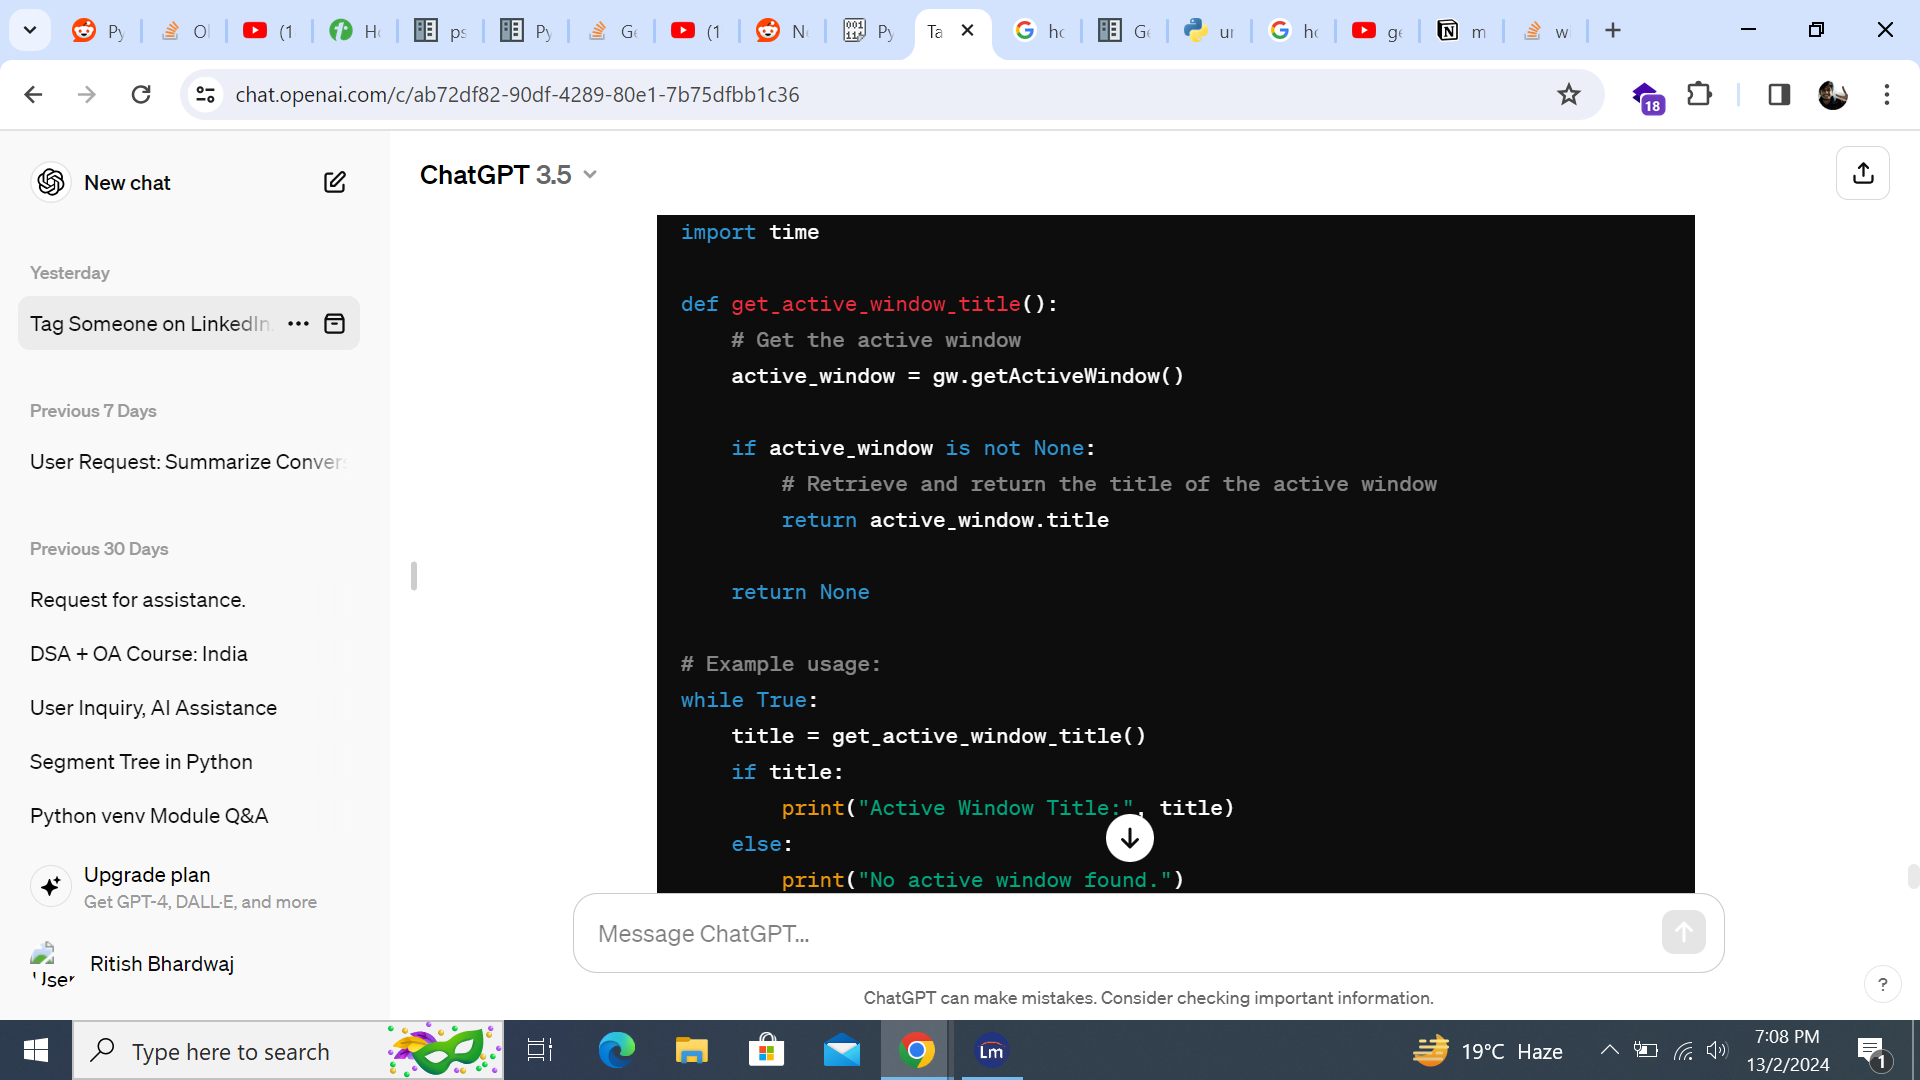 Py
O
(1
Ho
ps
Py
Ge
(1
N
Py
Ta
ho
Ge
ur
ho
ge
m
w
chat.openai.com/c/ab72df82-90df-4289-80e1-7b75dfbb1c36
18
New chat
Yesterday
Tag Someone on LinkedIn.
Previous 7 Days
User Request: Summarize Convers
Previous 30 Days
Request for assistance.
DSA + OA Course: India
User Inquiry, AI Assistance
Segment Tree in Python
Python venv Module Q&A
Upgrade plan
Get GPT-4, DALL·E, and more
User
Ritish Bhardwaj
ChatGPT 3.5
import time
def get_active_window_title():
# Get the active window
active_window = gw.getActiveWindow()
if active_window is not None:
# Retrieve and return the title of the active window
return active_window.title
return None
# Example usage:
while True:
title = get_active_window_title()
if title:
print("Active Window Title:", title)
else:
print("No active window found.")
Message ChatGPT...
ChatGPT can make mistakes. Consider checking important information.
?
Type here to search
Lm
19°C Haze
7:08 PM
13/2/2024
1